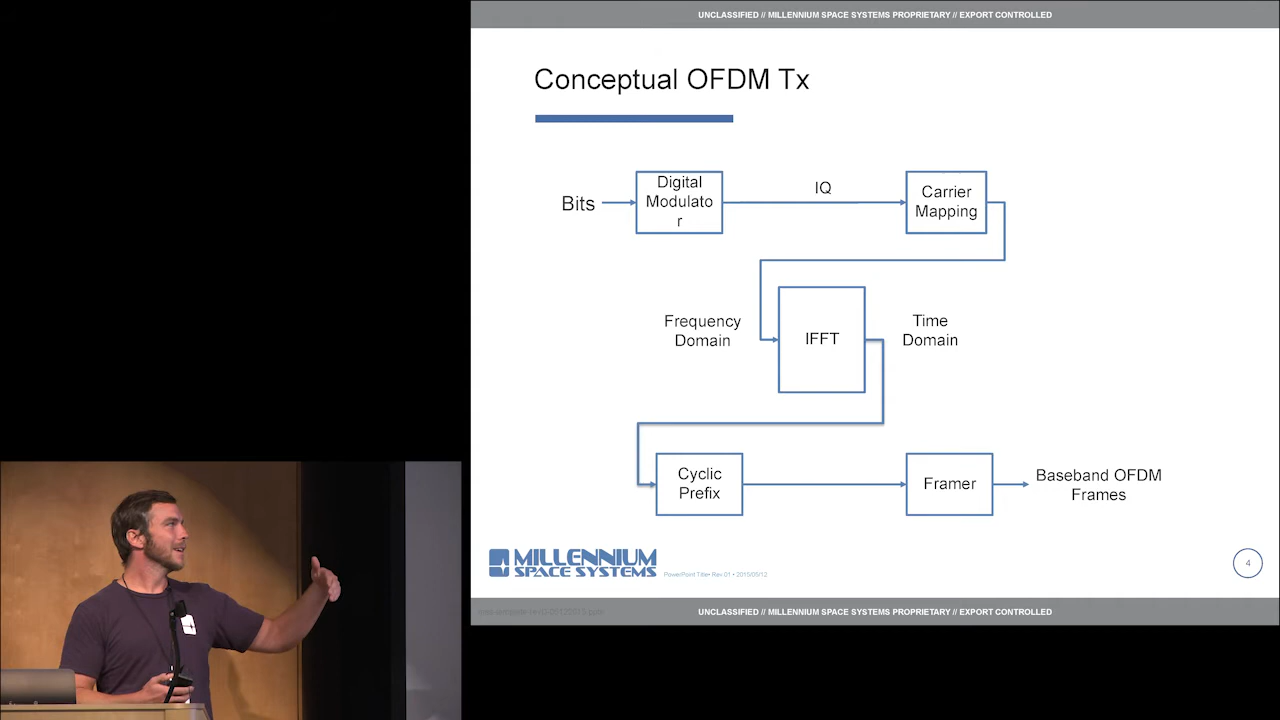 UNCLASSIFIED // MILLENNIUM SPACE SYSTEMS PROPRIETARY // EXPORT CONTROLLED
Conceptual OFDM Tx
Bits
Digital
Modulato
r
IQ
Carrier
Mapping
Frequency
Domain
IFFT
Time
Domain
Cyclic
Prefix
Framer
Baseband OFDM
Frames
MILLENNIUM
SPACE SYSTEMS
PowerPoint Title• Rev 01 • 2015/05/12
4
UNCLASSIFIED // MILLENNIUM SPACE SYSTEMS PROPRIETARY // EXPORT CONTROLLED